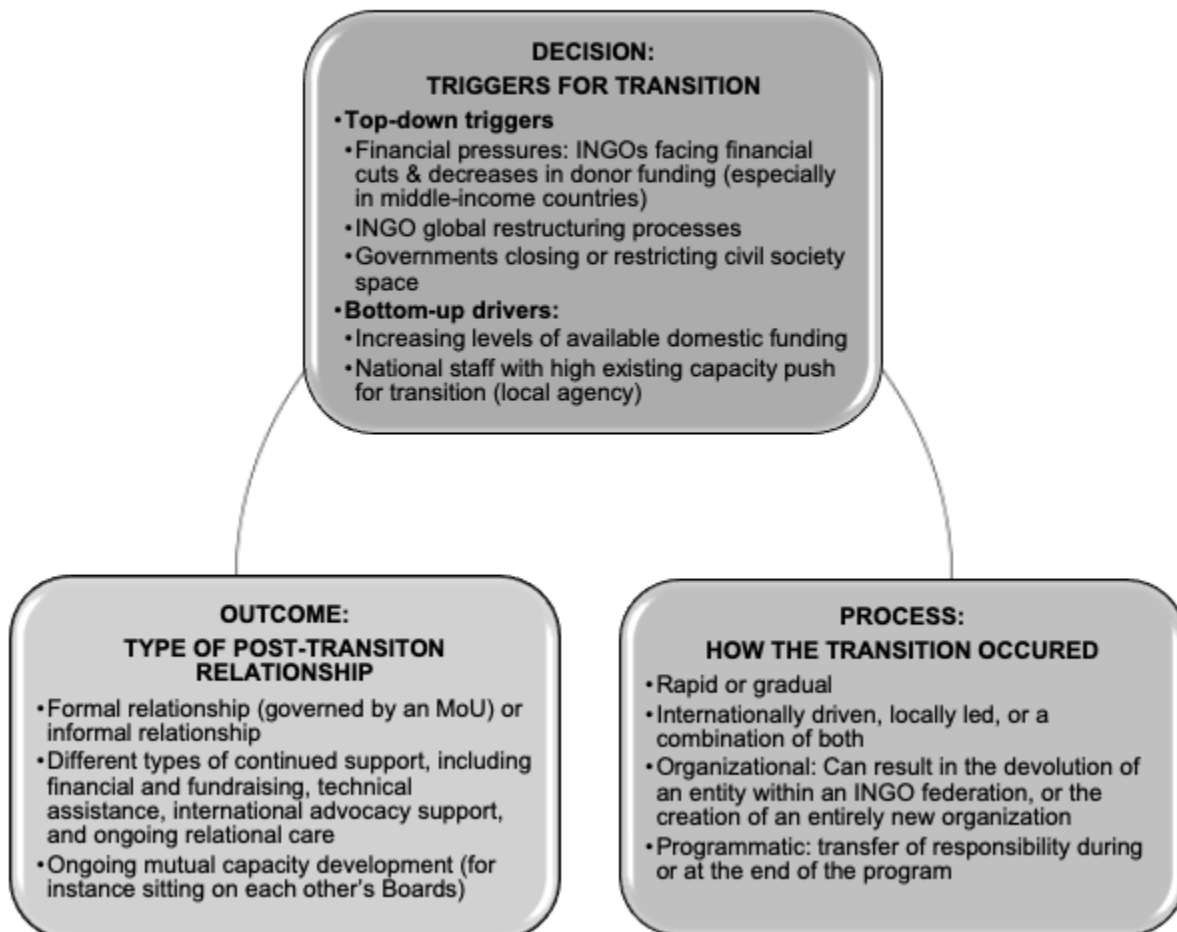 DECISION:
TRIGGERS FOR TRANSITION
•Top-down triggers
•Financial pressures: INGOs facing financial
cuts & decreases in donor funding (especially
in middle-income countries)
•INGO global restructuring processes
•Governments closing or restricting civil society
space
•Bottom-up drivers:
•Increasing levels of available domestic funding
•National staff with high existing capacity push
for transition (local agency)
OUTCOME:
TYPE OF POST-TRANSITON
RELATIONSHIP
•Formal relationship (governed by an MoU) or
informal relationship
•Different types of continued support, including
financial and fundraising, technical
assistance, international advocacy support,
and ongoing relational care
•Ongoing mutual capacity development (for
instance sitting on each other's Boards)
PROCESS:
HOW THE TRANSITION OCCURED
•Rapid or gradual
•Internationally driven, locally led, or a
combination of both
•Organizational: Can result in the devolution of
an entity within an INGO federation, or the
creation of an entirely new organization
•Programmatic: transfer of responsibility during
or at the end of the program